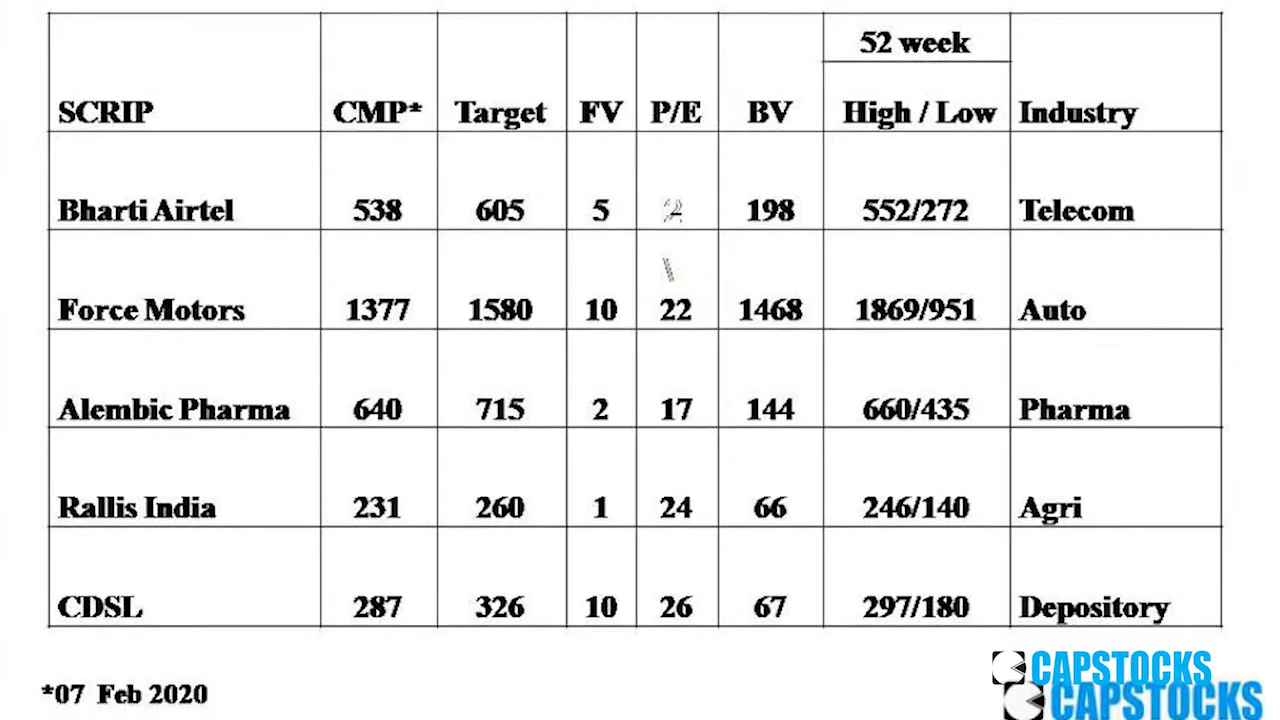 52 week
SCRIP CMP* Target FV P/E BV High / Low Industry
Bharti Airtel 538 605 5 198 552/272 Telecom
Force Motors 1377 1580 10 22 1468 1869/951 Auto
Alembic Pharma 640 715 2 17 144 660/435 Pharma
Rallis India 231 260 1 24 66 246/140 Agri
CDSL 287 326 10 26 67 297/180 Depository
CAPSTOCKS
*07 Feb 2020
CAPSTOCKS